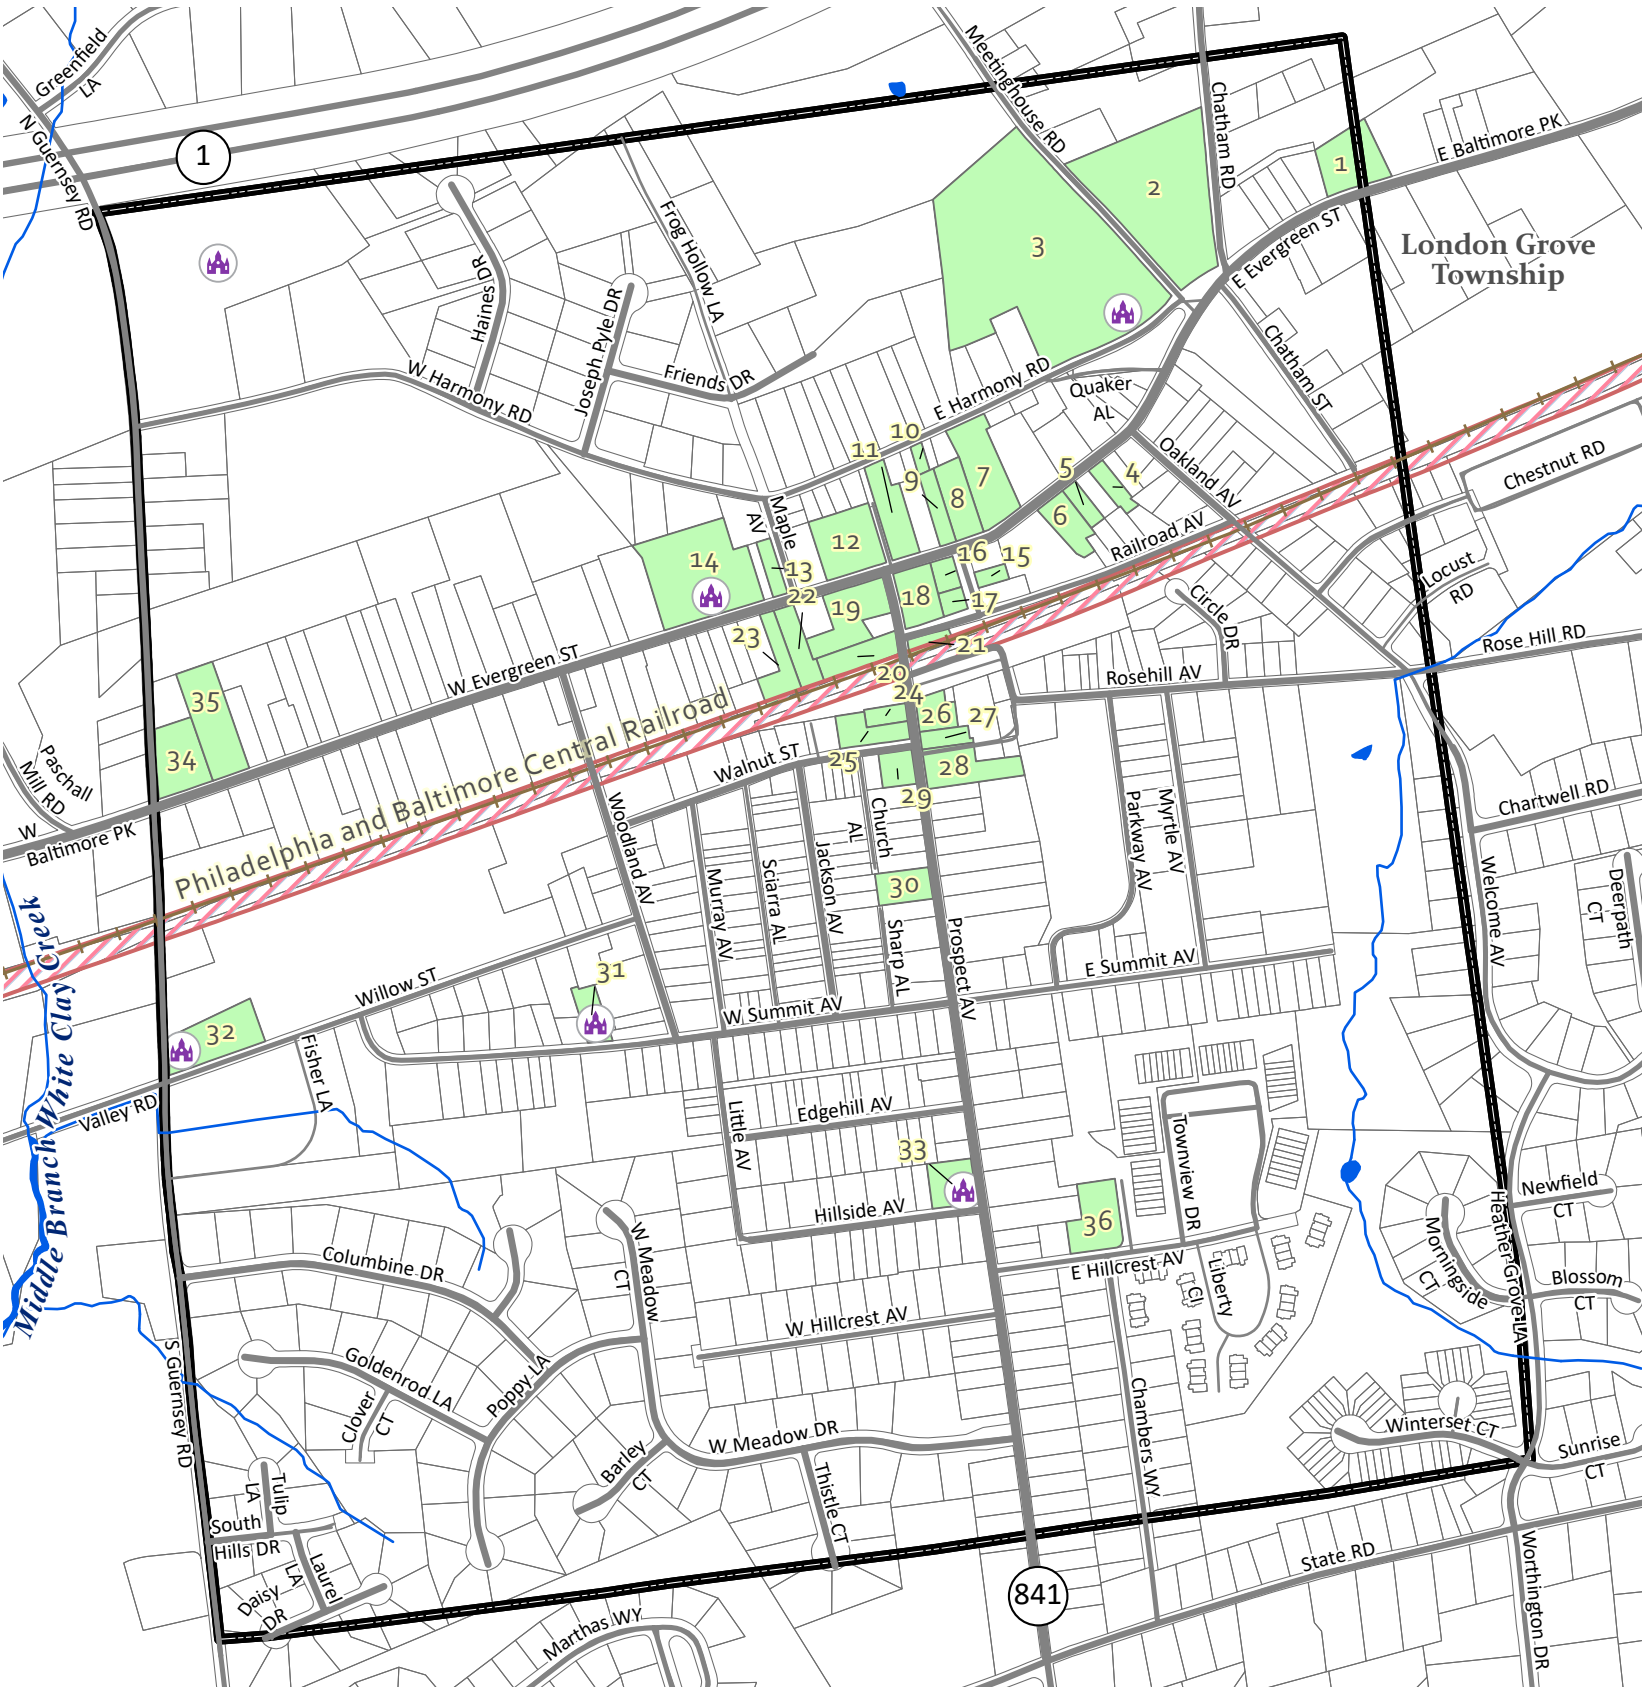 Greenfield
LA
N Guernsey RD
1
Meetinghouse RD
Chatham RD
E Baltimore PK
1
2
3
E Evergreen ST
London Grove
Township
Haines DR
Frog Hollow LA
Joseph Pyle DR
Friends DR
W Harmony RD
E Harmony RD
Quaker
AL
Chatham ST
Oakland AV
Chestnut RD
Maple
AV
10
11
9
8
7
5
4
6
Railroad AV
12
14
13
16
15
22
19
18
17
23
21
20
Locust
RD
Circle DR
Rose Hill RD
Rosehill AV
W Evergreen ST
35
34
24
26
27
25
28
29
Philadelphia and Baltimore Central Railroad
Walnut ST
Paschall
Mill RD
W
Baltimore PK
Woodland AV
Church
AL
Parkway AV
Myrtle AV
Chartwell RD
Murray AV
Sciarra AL
Jackson AV
30
Sharp AL
Prospect AV
Welcome AV
Deerpath
CT
Middle Branch White Clay Creek
Willow ST
31
E Summit AV
W Summit AV
32
Fisher LA
Valley RD
Little AV
Edgehill AV
33
Hillside AV
36
Townview DR
E Hillcrest AV
Liberty
CI
Newfield
CT
Heather Grove LA
Morningside
CT
Blossom
CT
Columbine DR
W Meadow
CT
W Hillcrest AV
S Guernsey RD
Goldenrod LA
Clover
CT
Poppy LA
W Meadow DR
Barley
CT
Thistle CT
Chambers WY
Winterset CT
Sunrise
CT
Tulip
LA
South
Hills DR
Laurel
LA
Daisy
DR
Marthas WY
841
State RD
Worthington DR